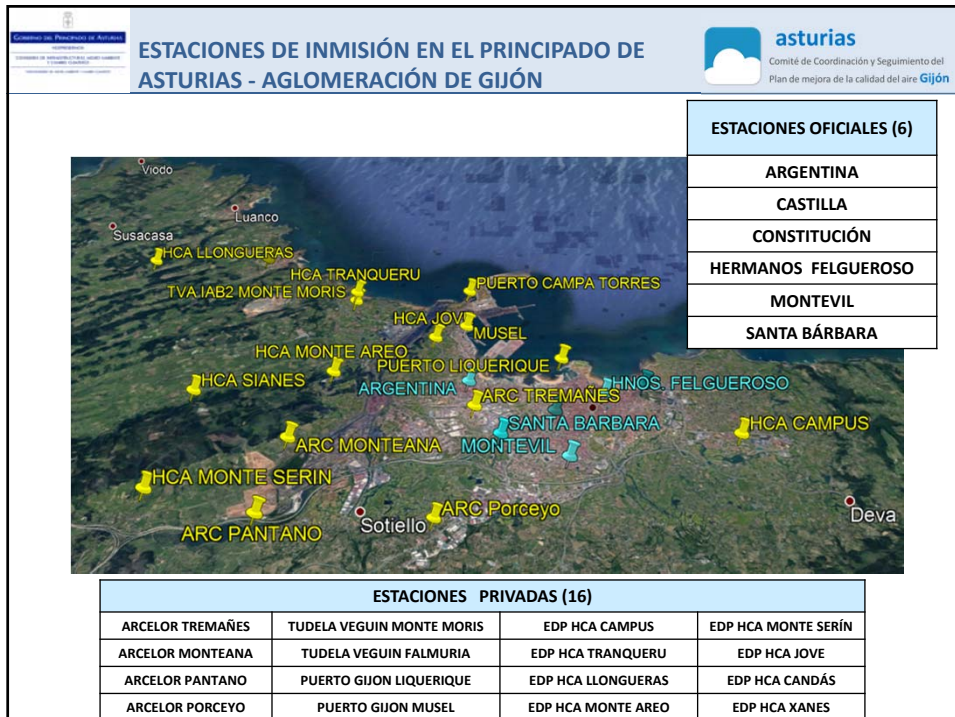 GOBIERNO DEL PRINCIPADO DE ASTURIAS
ESTACIONES DE INMISIÓN EN EL PRINCIPADO DE
ASTURIAS - AGLOMERACIÓN DE GIJÓN
asturias
Comité de Coordinación y Seguimiento del
Plan de mejora de la calidad del aire Gijón
ESTACIONES OFICIALES (6)
ARGENTINA
CASTILLA
CONSTITUCIÓN
HERMANOS FELGUEROSO
MONTEVIL
SANTA BÁRBARA
Viodo
Luanco
Susacasa
HCA LLONGUERAS
HCA TRANQUERU
TVA.IAB2 MONTE MORIS
PUERTO CAMPA TORRES
HCA JOVE
MUSEL
HCA MONTE AREO
PUERTO LIQUERIQUE
ARGENTINA
HNOS. FELGUEROSO
HCA SIANES
ARC TREMAÑES
SANTA BARBARA
HCA CAMPUS
ARC MONTEANA
MONTEVIL
HCA MONTE SERIN
ARC PANTANO
Sotiello
ARC Porceyo
Deva
ESTACIONES PRIVADAS (16)
ARCELOR TREMAÑES TUDELA VEGUIN MONTE MORIS EDP HCA CAMPUS EDP HCA MONTE SERÍN
ARCELOR MONTEANA TUDELA VEGUIN FALMURIA EDP HCA TRANQUERU EDP HCA JOVE
ARCELOR PANTANO PUERTO GIJON LIQUERIQUE EDP HCA LLONGUERAS EDP HCA CANDÁS
ARCELOR PORCEYO PUERTO GIJON MUSEL EDP HCA MONTE AREO EDP HCA XANES